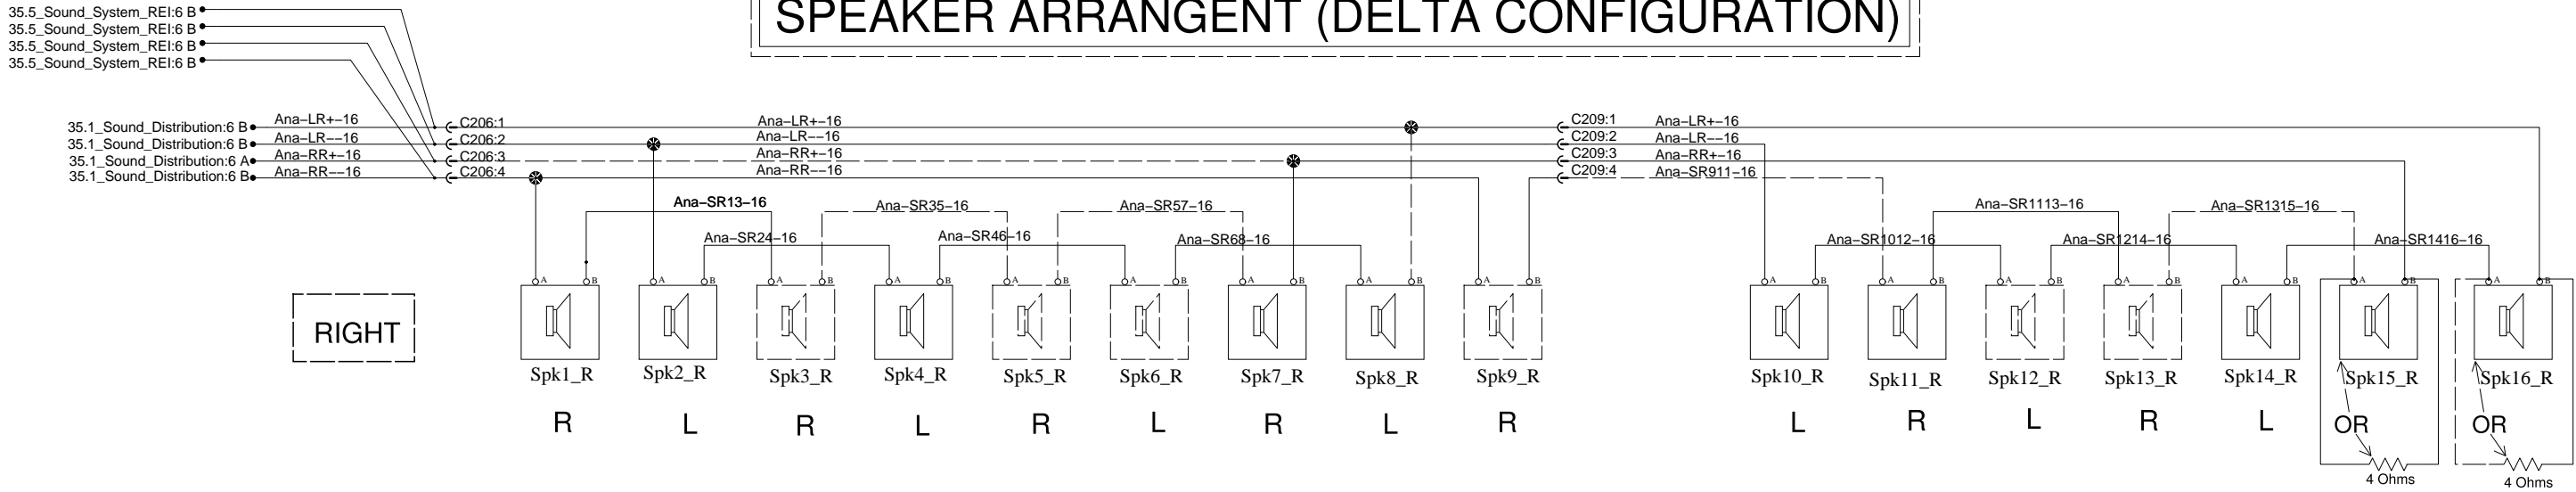 SPEAKER ARRANGENT (DELTA CONFIGURATION)
35.5_Sound_System_REI:6 B
35.5_Sound_System_REI:6 B
35.5_Sound_System_REI:6 B
35.5_Sound_System_REI:6 B
35.1_Sound_Distribution:6 B Ana-LR+-16 C206:1 Ana-LR+-16 C209:1 Ana-LR+-16
35.1_Sound_Distribution:6 B Ana-LR--16 C206:2 Ana-LR--16 C209:2 Ana-LR--16
35.1_Sound_Distribution:6 A Ana-RR+-16 C206:3 Ana-RR+-16 C209:3 Ana-RR+-16
35.1_Sound_Distribution:6 B Ana-RR--16 C206:4 Ana-RR--16 C209:4 Ana-SR911-16
Ana-SR13-16 Ana-SR35-16 Ana-SR57-16 Ana-SR1113-16 Ana-SR1315-16
Ana-SR24-16 Ana-SR46-16 Ana-SR68-16 Ana-SR1012-16 Ana-SR1214-16 Ana-SR1416-16
A B A B A B A B A B A B A B A B A B A B A B A B A B A B A B A B
RIGHT
Spk1_R Spk2_R Spk3_R Spk4_R Spk5_R Spk6_R Spk7_R Spk8_R Spk9_R Spk10_R Spk11_R Spk12_R Spk13_R Spk14_R Spk15_R Spk16_R
R L R L R L R L R L R L R L OR OR
4 Ohms 4 Ohms